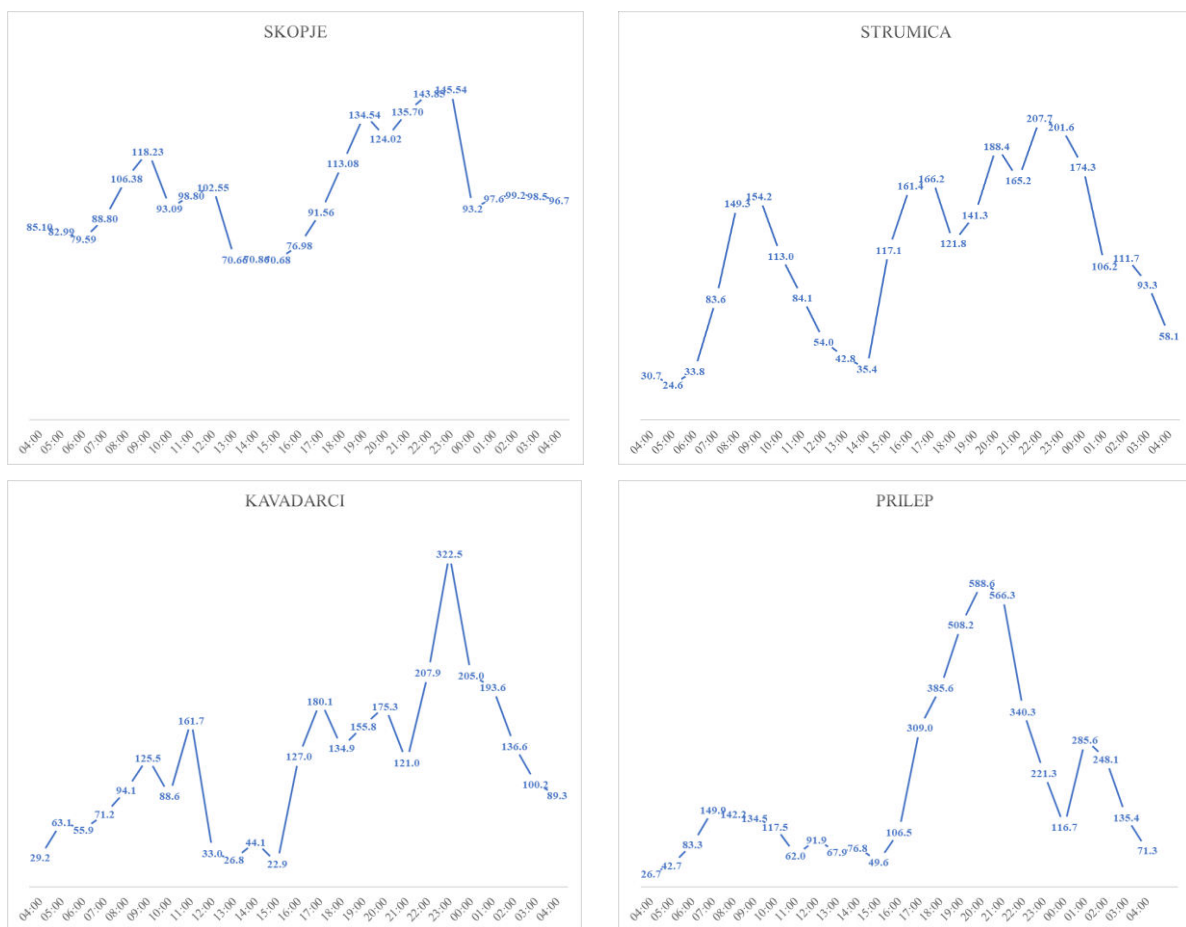 SKOPJE
85.10 82.99 79.59 88.80 106.38 118.23 93.09 98.80 102.55 70.66 70.86 70.68 76.98 91.56 113.08 134.54 124.02 135.70 143.85 145.54 93.2 97.6 99.2 98.5 96.7
04:00 05:00 06:00 07:00 08:00 09:00 10:00 11:00 12:00 13:00 14:00 15:00 16:00 17:00 18:00 19:00 20:00 21:00 22:00 23:00 00:00 01:00 02:00 03:00 04:00
STRUMICA
30.7 24.6 33.8 83.6 149.3 154.2 113.0 84.1 54.0 42.8 35.4 117.1 161.4 166.2 121.8 141.3 188.4 165.2 207.7 201.6 174.3 106.2 111.7 93.3 58.1
04:00 05:00 06:00 07:00 08:00 09:00 10:00 11:00 12:00 13:00 14:00 15:00 16:00 17:00 18:00 19:00 20:00 21:00 22:00 23:00 00:00 01:00 02:00 03:00 04:00
KAVADARCI
29.2 63.1 55.9 71.2 94.1 125.5 88.6 161.7 33.0 26.8 44.1 22.9 127.0 180.1 134.9 155.8 175.3 121.0 207.9 322.5 205.0 193.6 136.6 100.2 89.3
04:00 05:00 06:00 07:00 08:00 09:00 10:00 11:00 12:00 13:00 14:00 15:00 16:00 17:00 18:00 19:00 20:00 21:00 22:00 23:00 00:00 01:00 02:00 03:00 04:00
PRILEP
26.7 42.7 83.3 149.9 142.2 134.5 117.5 62.0 91.9 67.9 76.8 49.6 106.5 309.0 385.6 508.2 588.6 566.3 340.3 221.3 116.7 285.6 248.1 135.4 71.3
04:00 05:00 06:00 07:00 08:00 09:00 10:00 11:00 12:00 13:00 14:00 15:00 16:00 17:00 18:00 19:00 20:00 21:00 22:00 23:00 00:00 01:00 02:00 03:00 04:00